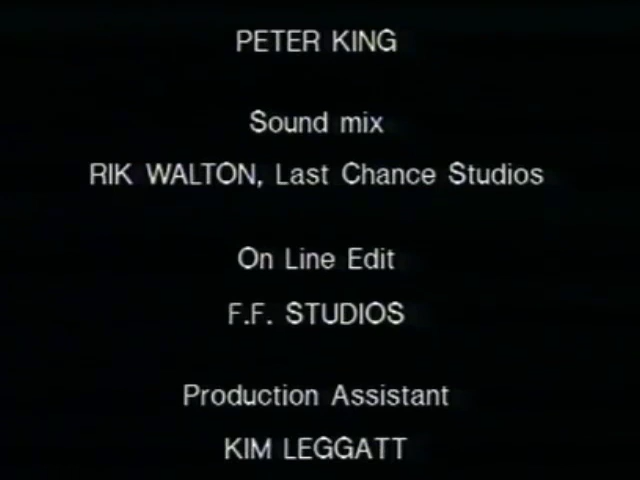 PETER KING
Sound mix
RIK WALTON, Last Chance Studios
On Line Edit
F.F. STUDIOS
Production Assistant
KIM LEGGATT